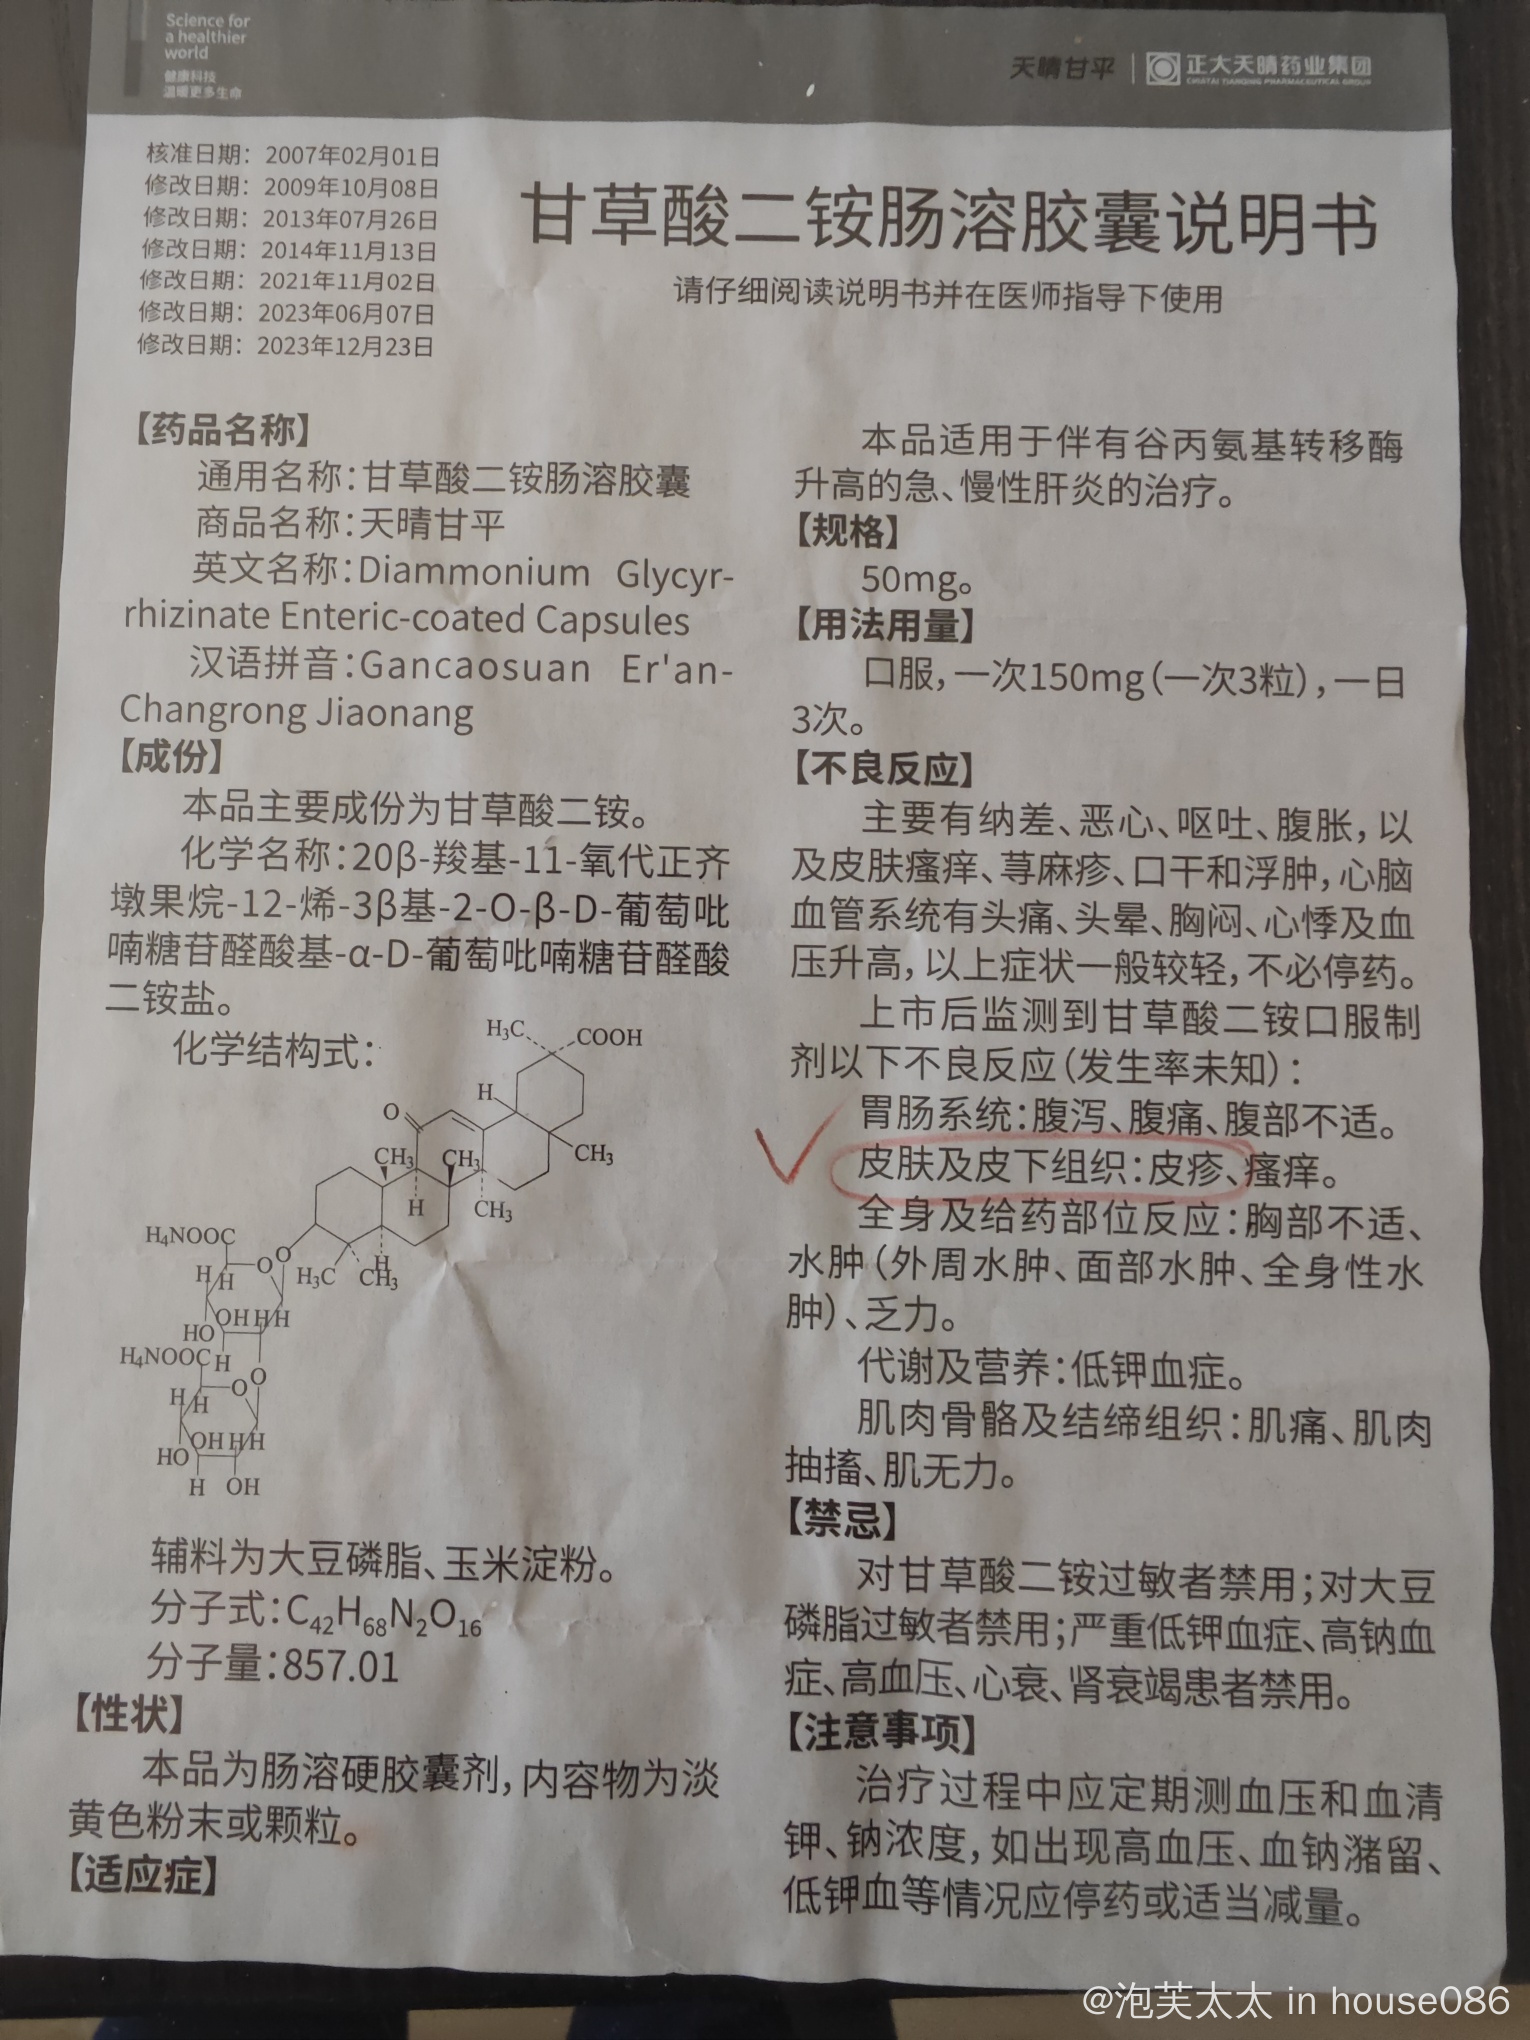 Science for
a healthier
world
健康科技
温暖更多生命
天晴甘平
正大天晴药业集团
CHIATAI TIANQING PHARMACEUTICAL GROUP
核准日期：2007年02月01日
修改日期：2009年10月08日
修改日期：2013年07月26日
修改日期：2014年11月13日
修改日期：2021年11月02日
修改日期：2023年06月07日
修改日期：2023年12月23日
甘草酸二铵肠溶胶囊说明书
请仔细阅读说明书并在医师指导下使用
【药品名称】
通用名称：甘草酸二铵肠溶胶囊
商品名称：天晴甘平
英文名称：Diammonium Glycyr-
rhizinate Enteric-coated Capsules
汉语拼音：Gancaosuan Er'an-
Changrong Jiaonang
【成份】
本品主要成份为甘草酸二铵。
化学名称：20β-羧基-11-氧代正齐
墩果烷-12-烯-3β基-2-O-β-D-葡萄吡
喃糖苷醛酸基-α-D-葡萄吡喃糖苷醛酸
二铵盐。
化学结构式：
H₃C
COOH
H
O
CH₃
CH₃
CH₃
H
CH₃
H₄NOOC
O
O
H
H
H₃C
CH₃
H
OH
H
H
HO
H₄NOOC
H
O
O
H
H
OH
H
H
HO
H
OH
辅料为大豆磷脂、玉米淀粉。
分子式：C₄₂H₆₈N₂O₁₆
分子量：857.01
【性状】
本品为肠溶硬胶囊剂，内容物为淡
黄色粉末或颗粒。
【适应症】
本品适用于伴有谷丙氨基转移酶
升高的急、慢性肝炎的治疗。
【规格】
50mg。
【用法用量】
口服，一次150mg（一次3粒），一日
3次。
【不良反应】
主要有纳差、恶心、呕吐、腹胀，以
及皮肤瘙痒、荨麻疹、口干和浮肿，心脑
血管系统有头痛、头晕、胸闷、心悸及血
压升高，以上症状一般较轻，不必停药。
上市后监测到甘草酸二铵口服制
剂以下不良反应（发生率未知）：
胃肠系统：腹泻、腹痛、腹部不适。
皮肤及皮下组织：皮疹、瘙痒。
全身及给药部位反应：胸部不适、
水肿（外周水肿、面部水肿、全身性水
肿）、乏力。
代谢及营养：低钾血症。
肌肉骨骼及结缔组织：肌痛、肌肉
抽搐、肌无力。
【禁忌】
对甘草酸二铵过敏者禁用；对大豆
磷脂过敏者禁用；严重低钾血症、高钠血
症、高血压、心衰、肾衰竭患者禁用。
【注意事项】
治疗过程中应定期测血压和血清
钾、钠浓度，如出现高血压、血钠潴留、
低钾血等情况应停药或适当减量。
@泡芙太太 in house086